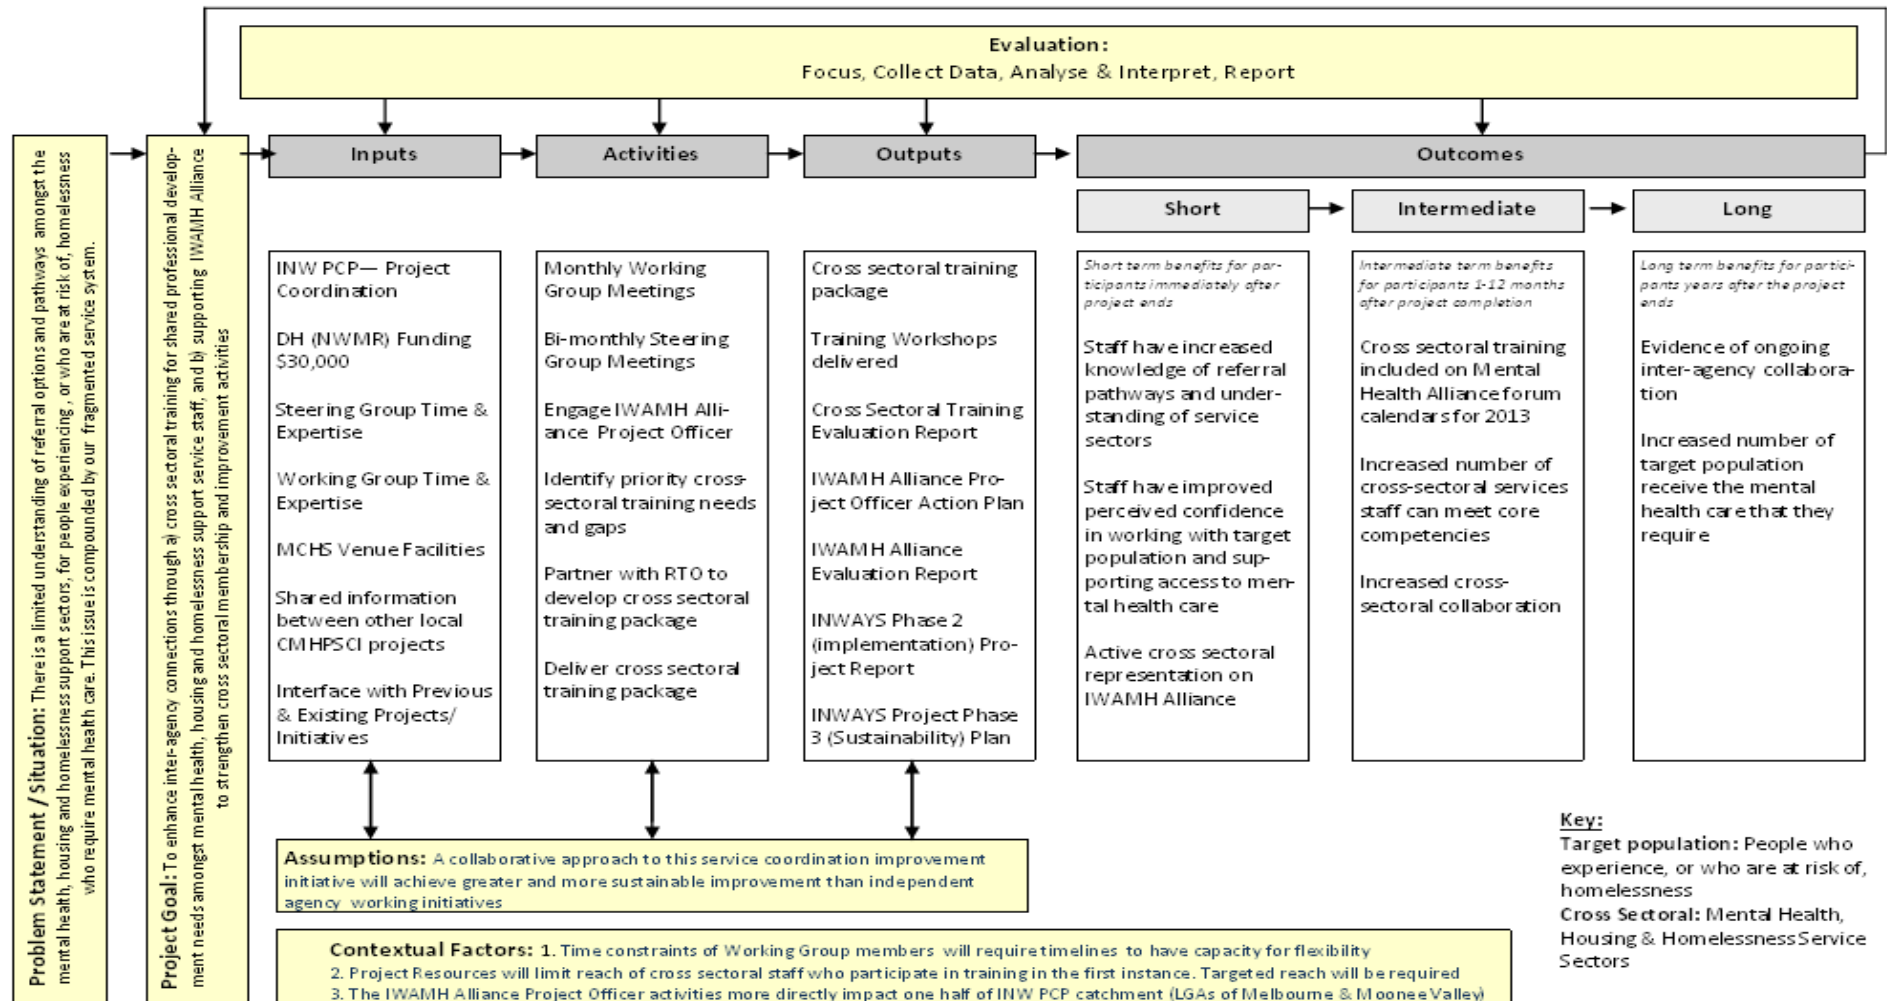 Evaluation:
Focus, Collect Data, Analyse & Interpret, Report
Problem Statement / Situation: There is a limited understanding of referral options and pathways amongst the
mental health, housing and homelessness support sectors, for people experiencing, or who are at risk of, homelessness
who require mental health care. This issue is compounded by our fragmented service system.
Project Goal: To enhance inter-agency connections through a) cross sectoral training for shared professional develop-
ment needs amongst mental health, housing and homelessness support service staff, and b) supporting IWAMH Alliance
to strengthen cross sectoral membership and improvement activities
Inputs
INW PCP— Project
Coordination
DH (NWMR) Funding
$30,000
Steering Group Time &
Expertise
Working Group Time &
Expertise
MCHS Venue Facilities
Shared information
between other local
CMHPSCI projects
Interface with Previous
& Existing Projects/
Initiatives
Activities
Monthly Working
Group Meetings
Bi-monthly Steering
Group Meetings
Engage IWAMH Alli-
ance Project Officer
Identify priority cross-
sectoral training needs
and gaps
Partner with RTO to
develop cross sectoral
training package
Deliver cross sectoral
training package
Outputs
Cross sectoral training
package
Training Workshops
delivered
Cross Sectoral Training
Evaluation Report
IWAMH Alliance Pro-
ject Officer Action Plan
IWAMH Alliance
Evaluation Report
INWAYS Phase 2
(implementation) Pro-
ject Report
INWAYS Project Phase
3 (Sustainability) Plan
Outcomes
Short
Short term benefits for par-
ticipants immediately after
project ends
Staff have increased
knowledge of referral
pathways and under-
standing of service
sectors
Staff have improved
perceived confidence
in working with target
population and sup-
porting access to men-
tal health care
Active cross sectoral
representation on
IWAMH Alliance
Intermediate
Intermediate term benefits
for participants 1-12 months
after project completion
Cross sectoral training
included on Mental
Health Alliance forum
calendars for 2013
Increased number of
cross-sectoral services
staff can meet core
competencies
Increased cross-
sectoral collaboration
Long
Long term benefits for partici-
pants years after the project
ends
Evidence of ongoing
inter-agency collabora-
tion
Increased number of
target population
receive the mental
health care that they
require
Assumptions: A collaborative approach to this service coordination improvement
initiative will achieve greater and more sustainable improvement than independent
agency working initiatives
Contextual Factors: 1. Time constraints of Working Group members will require timelines to have capacity for flexibility
2. Project Resources will limit reach of cross sectoral staff who participate in training in the first instance. Targeted reach will be required
3. The IWAMH Alliance Project Officer activities more directly impact one half of INW PCP catchment (LGAs of Melbourne & Moonee Valley)
Key:
Target population: People who
experience, or who are at risk of,
homelessness
Cross Sectoral: Mental Health,
Housing & Homelessness Service
Sectors